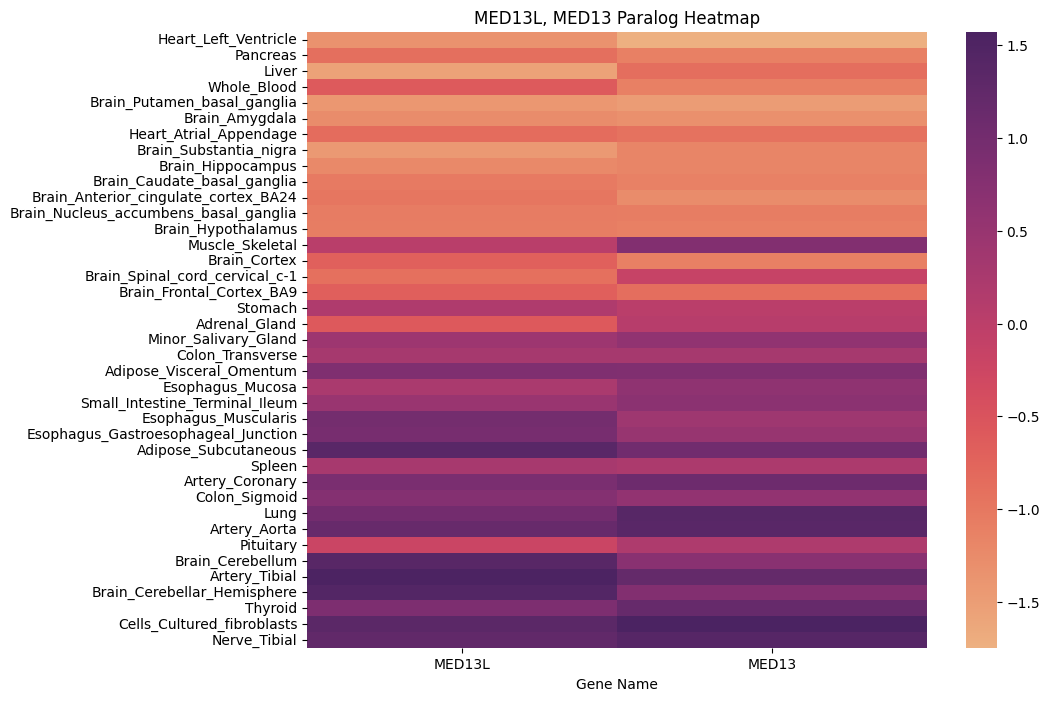 MED13L, MED13 Paralog Heatmap
Heart_Left_Ventricle
Pancreas
Liver
Whole_Blood
Brain_Putamen_basal_ganglia
Brain_Amygdala
Heart_Atrial_Appendage
Brain_Substantia_nigra
Brain_Hippocampus
Brain_Caudate_basal_ganglia
Brain_Anterior_cingulate_cortex_BA24
Brain_Nucleus_accumbens_basal_ganglia
Brain_Hypothalamus
Muscle_Skeletal
Brain_Cortex
Brain_Spinal_cord_cervical_c-1
Brain_Frontal_Cortex_BA9
Stomach
Adrenal_Gland
Minor_Salivary_Gland
Colon_Transverse
Adipose_Visceral_Omentum
Esophagus_Mucosa
Small_Intestine_Terminal_Ileum
Esophagus_Muscularis
Esophagus_Gastroesophageal_Junction
Adipose_Subcutaneous
Spleen
Artery_Coronary
Colon_Sigmoid
Lung
Artery_Aorta
Pituitary
Brain_Cerebellum
Artery_Tibial
Brain_Cerebellar_Hemisphere
Thyroid
Cells_Cultured_fibroblasts
Nerve_Tibial
MED13L MED13
Gene Name
1.5
1.0
0.5
0.0
−0.5
−1.0
−1.5